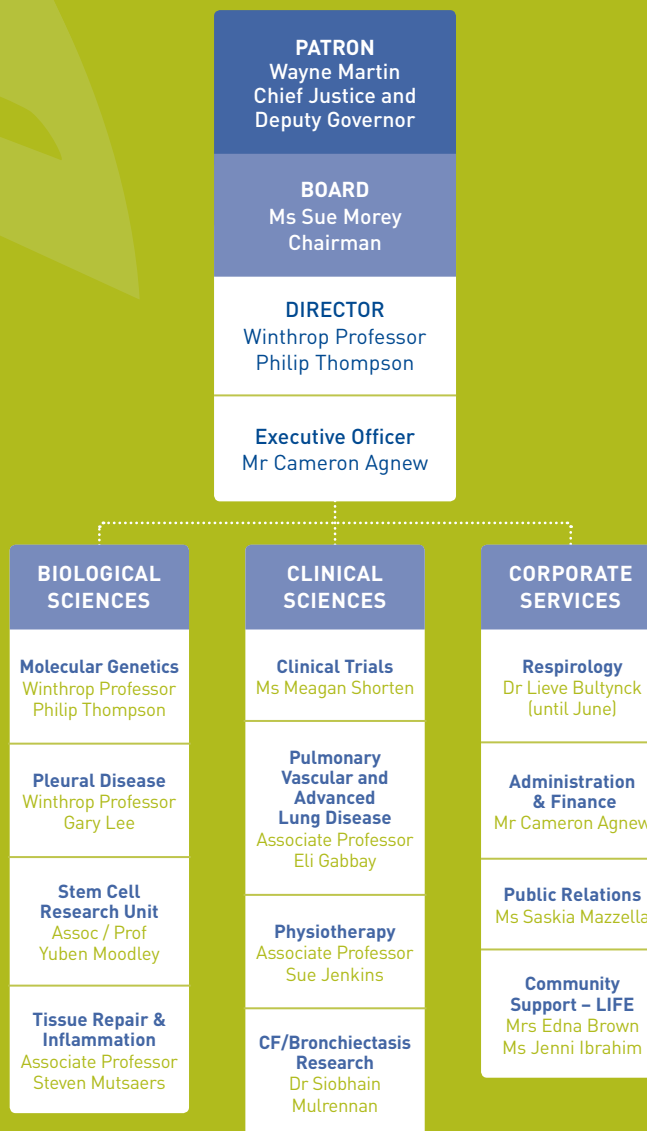 PATRON
Wayne Martin
Chief Justice and
Deputy Governor
BOARD
Ms Sue Morey
Chairman
DIRECTOR
Winthrop Professor
Philip Thompson
Executive Officer
Mr Cameron Agnew
BIOLOGICAL
SCIENCES
Molecular Genetics
Winthrop Professor
Philip Thompson
Pleural Disease
Winthrop Professor
Gary Lee
Stem Cell
Research Unit
Assoc / Prof
Yuben Moodley
Tissue Repair &
Inflammation
Associate Professor
Steven Mutsaers
CLINICAL
SCIENCES
Clinical Trials
Ms Meagan Shorten
Pulmonary
Vascular and
Advanced
Lung Disease
Associate Professor
Eli Gabbay
Physiotherapy
Associate Professor
Sue Jenkins
CF/Bronchiectasis
Research
Dr Siobhain
Mulrennan
CORPORATE
SERVICES
Respirology
Dr Lieve Bultynck
(until June)
Administration
& Finance
Mr Cameron Agnew
Public Relations
Ms Saskia Mazzella
Community
Support – LIFE
Mrs Edna Brown
Ms Jenni Ibrahim